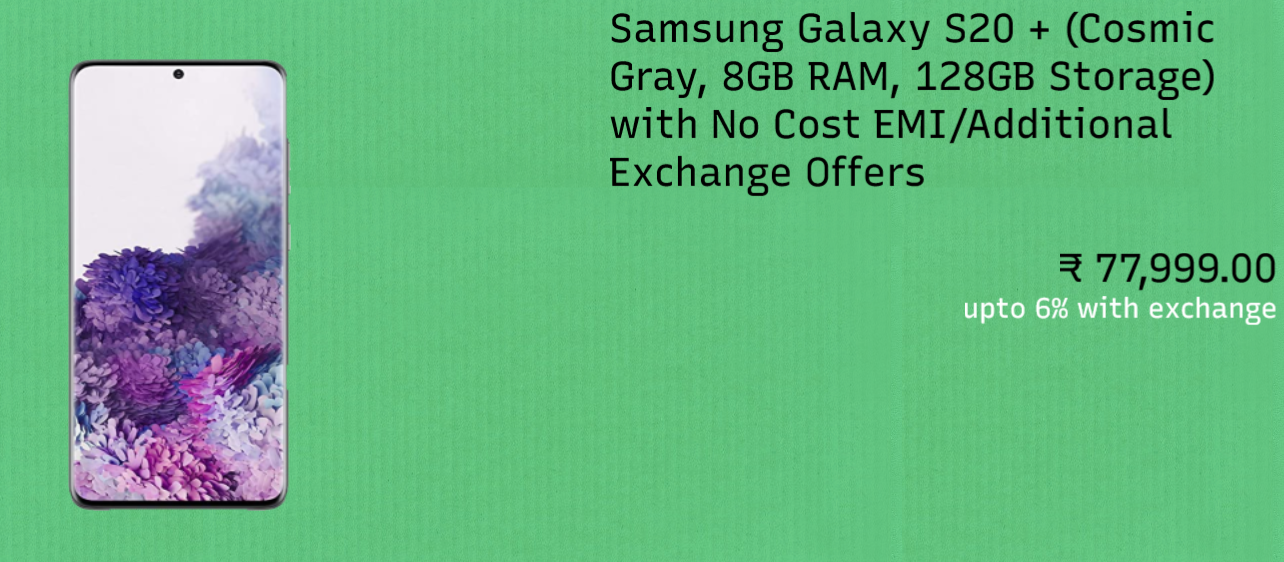 Samsung Galaxy S20 + (Cosmic
Gray, 8GB RAM, 128GB Storage)
with No Cost EMI/Additional
Exchange Offers
₹ 77,999.00
upto 6% with exchange